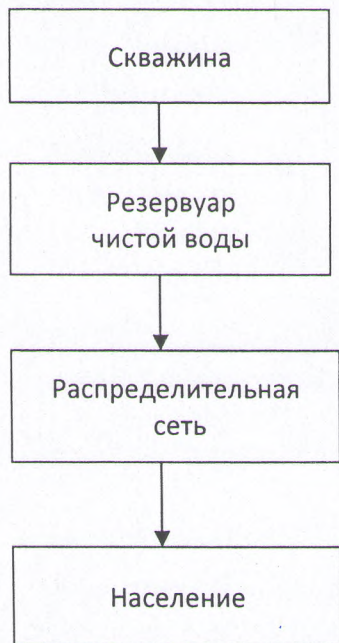 Скважина
Резервуар
чистой воды
Распределительная
сеть
Население